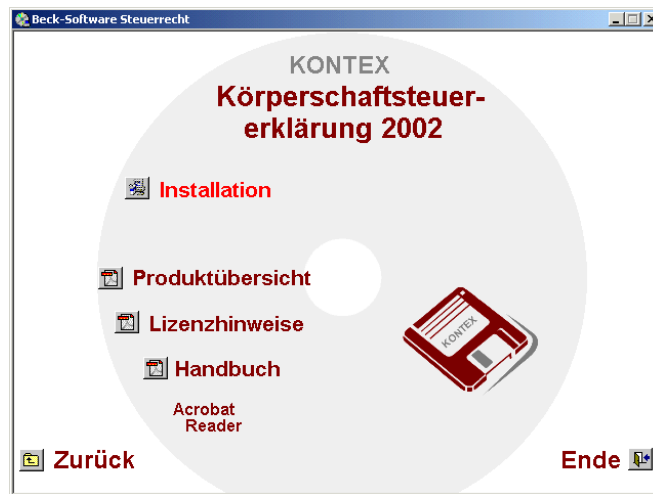 Beck-Software Steuerrecht
KONTEX
Körperschaftsteuer-
erklärung 2002
Installation
Produktübersicht
Lizenzhinweise
KONTEX
Handbuch
Acrobat
Reader
Zurück
Ende